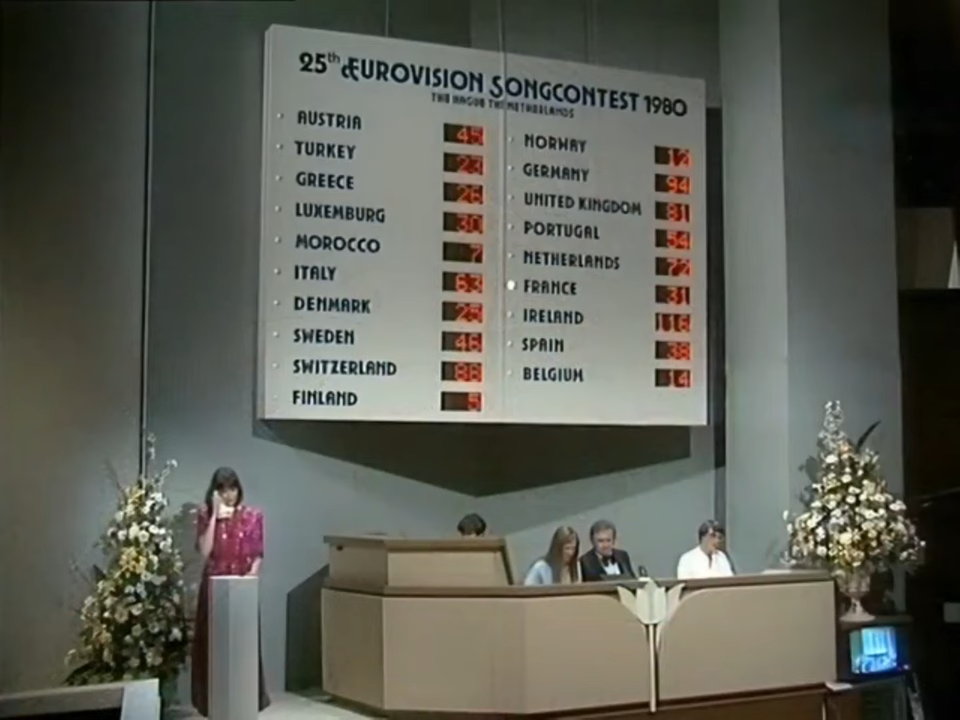 25th EUROVISION SONGCONTEST 1980
THE HAGUE THE NETHERLANDS
AUSTRIA 45
TURKEY 23
GREECE 26
LUXEMBURG 30
MOROCCO 7
ITALY 63
DENMARK 25
SWEDEN 46
SWITZERLAND 88
FINLAND 5
NORWAY 12
GERMANY 94
UNITED KINGDOM 81
PORTUGAL 54
NETHERLANDS 72
FRANCE 31
IRELAND 116
SPAIN 38
BELGIUM 14